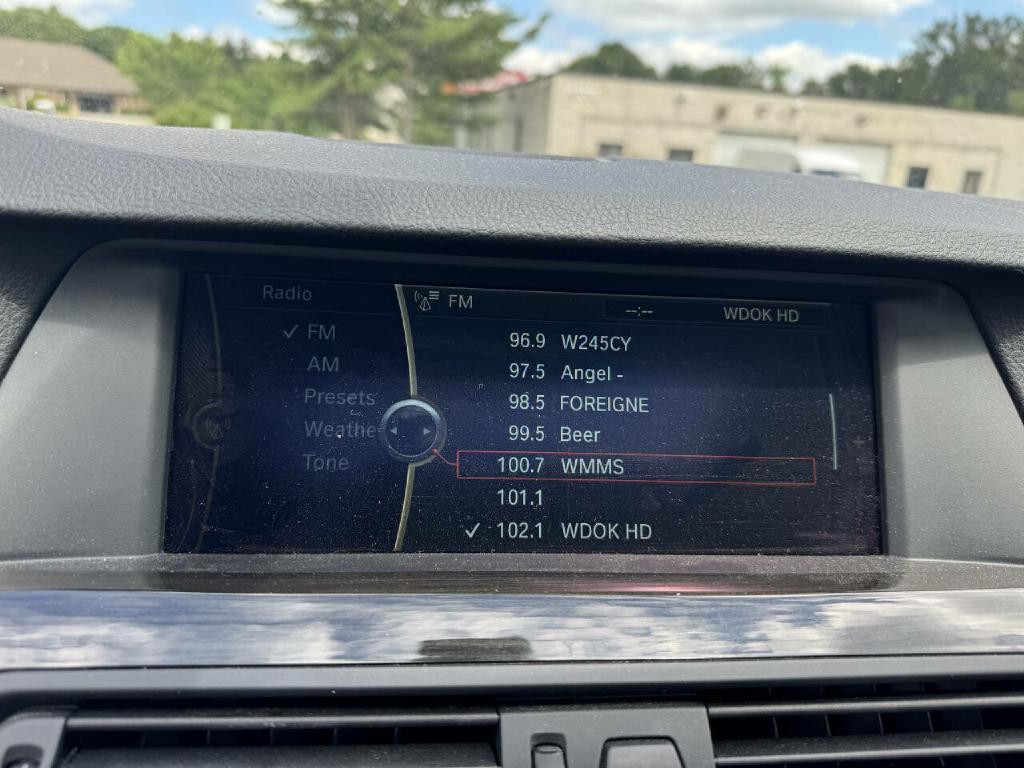 Radio
FM
AM
Presets
Weathe
Tone
FM --:-- WDOK HD
96.9 W245CY
97.5 Angel -
98.5 FOREIGNE
99.5 Beer
100.7 WMMS
101.1
102.1 WDOK HD